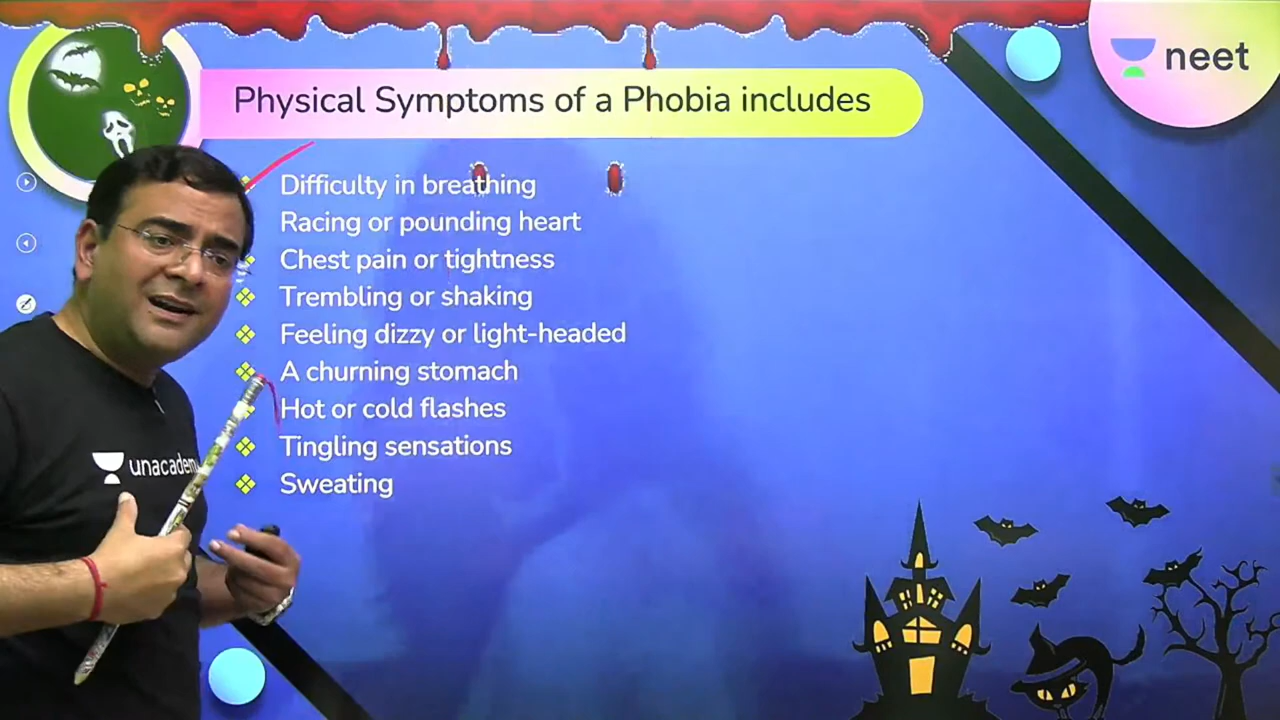 neet
Physical Symptoms of a Phobia includes
Difficulty in breathing
Racing or pounding heart
Chest pain or tightness
Trembling or shaking
Feeling dizzy or light-headed
A churning stomach
Hot or cold flashes
Tingling sensations
Sweating
unacademy